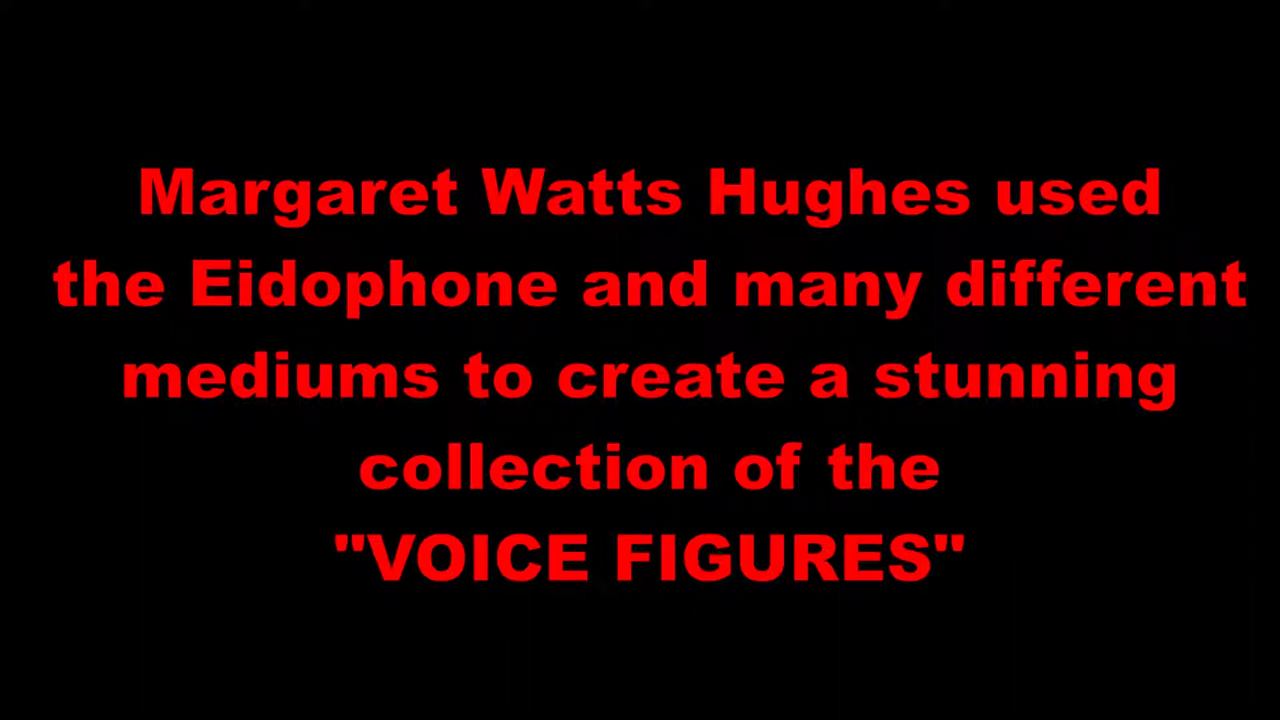 Margaret Watts Hughes used
the Eidophone and many different
mediums to create a stunning
collection of the
"VOICE FIGURES"